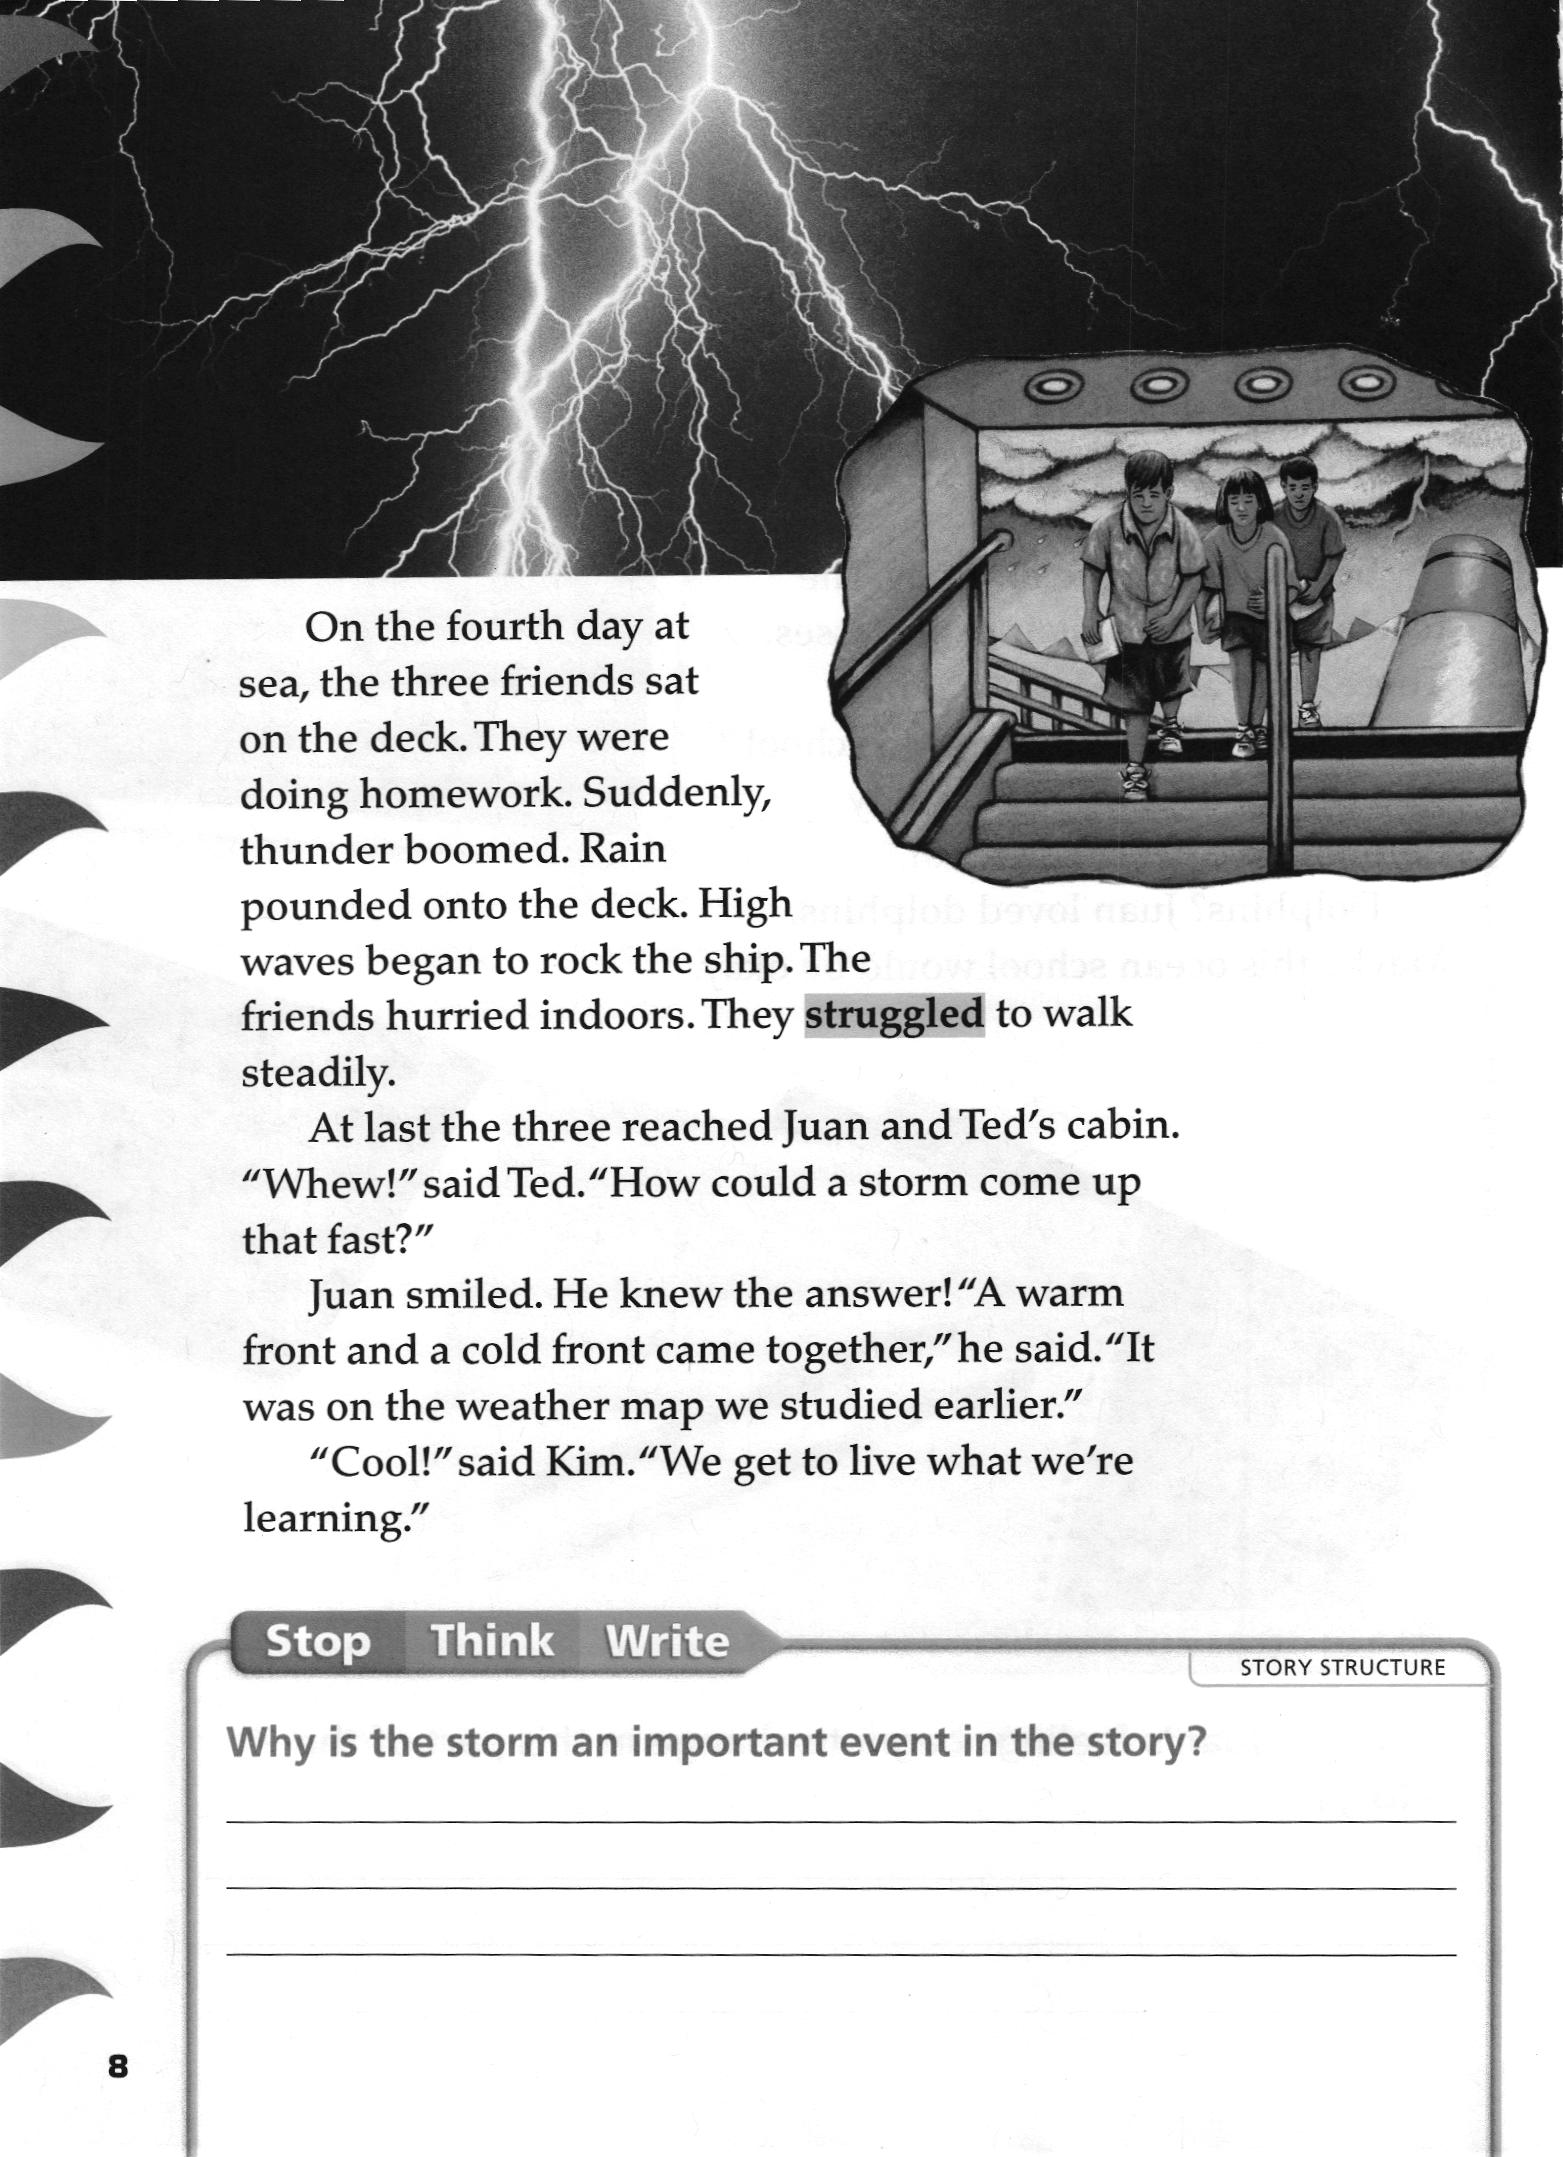 On the fourth day at
sea, the three friends sat
on the deck. They were
doing homework. Suddenly,
thunder boomed. Rain
pounded onto the deck. High
waves began to rock the ship. The
friends hurried indoors. They struggled to walk
steadily.
At last the three reached Juan and Ted’s cabin.
“Whew!” said Ted. “How could a storm come up
that fast?”
Juan smiled. He knew the answer! “A warm
front and a cold front came together,” he said. “It
was on the weather map we studied earlier.”
“Cool!” said Kim. “We get to live what we’re
learning.”
Stop Think Write
STORY STRUCTURE
Why is the storm an important event in the story?
8